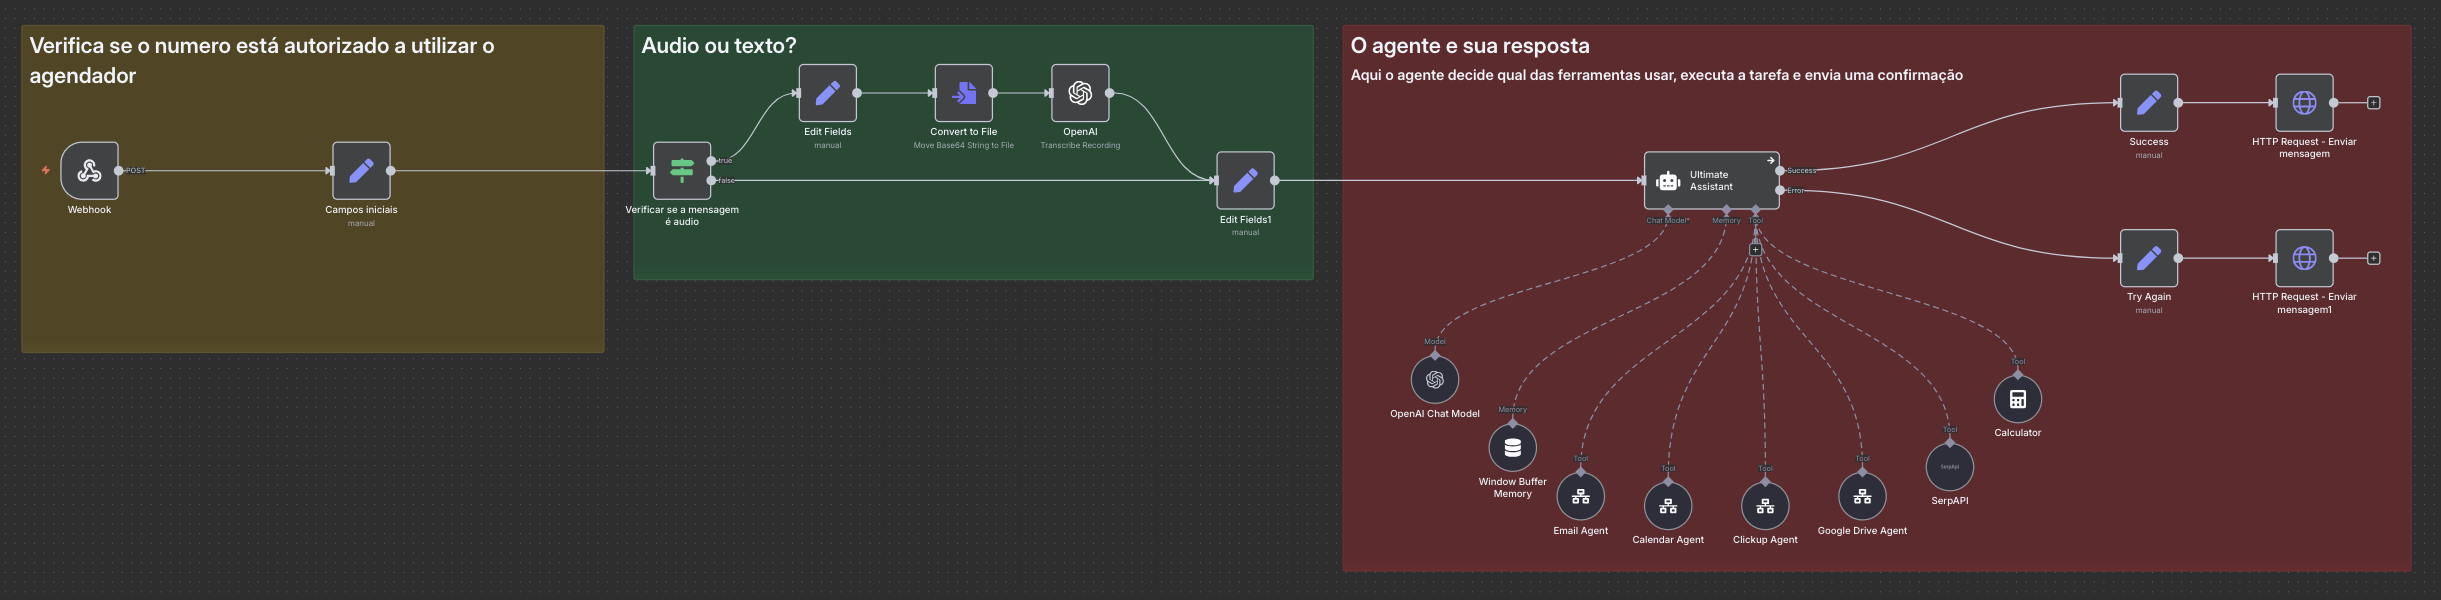 Verifica se o numero está autorizado a utilizar o
agendador
POST
Webhook
Campos iniciais
manual
Audio ou texto?
Edit Fields
manual
Convert to File
Move Base64 String to File
OpenAI
Transcribe Recording
true
false
Verificar se a mensagem
é audio
Edit Fields1
manual
O agente e sua resposta
Aqui o agente decide qual das ferramentas usar, executa a tarefa e envia uma confirmação
Ultimate
Assistant
Success
Error
Chat Model*
Memory
Tool
Success
manual
HTTP Request - Enviar
mensagem
Try Again
manual
HTTP Request - Enviar
mensagem1
Model
OpenAI Chat Model
Memory
Window Buffer
Memory
Tool
Email Agent
Tool
Calendar Agent
Tool
Clickup Agent
Tool
Google Drive Agent
Tool
SerpApi
SerpAPI
Tool
Calculator